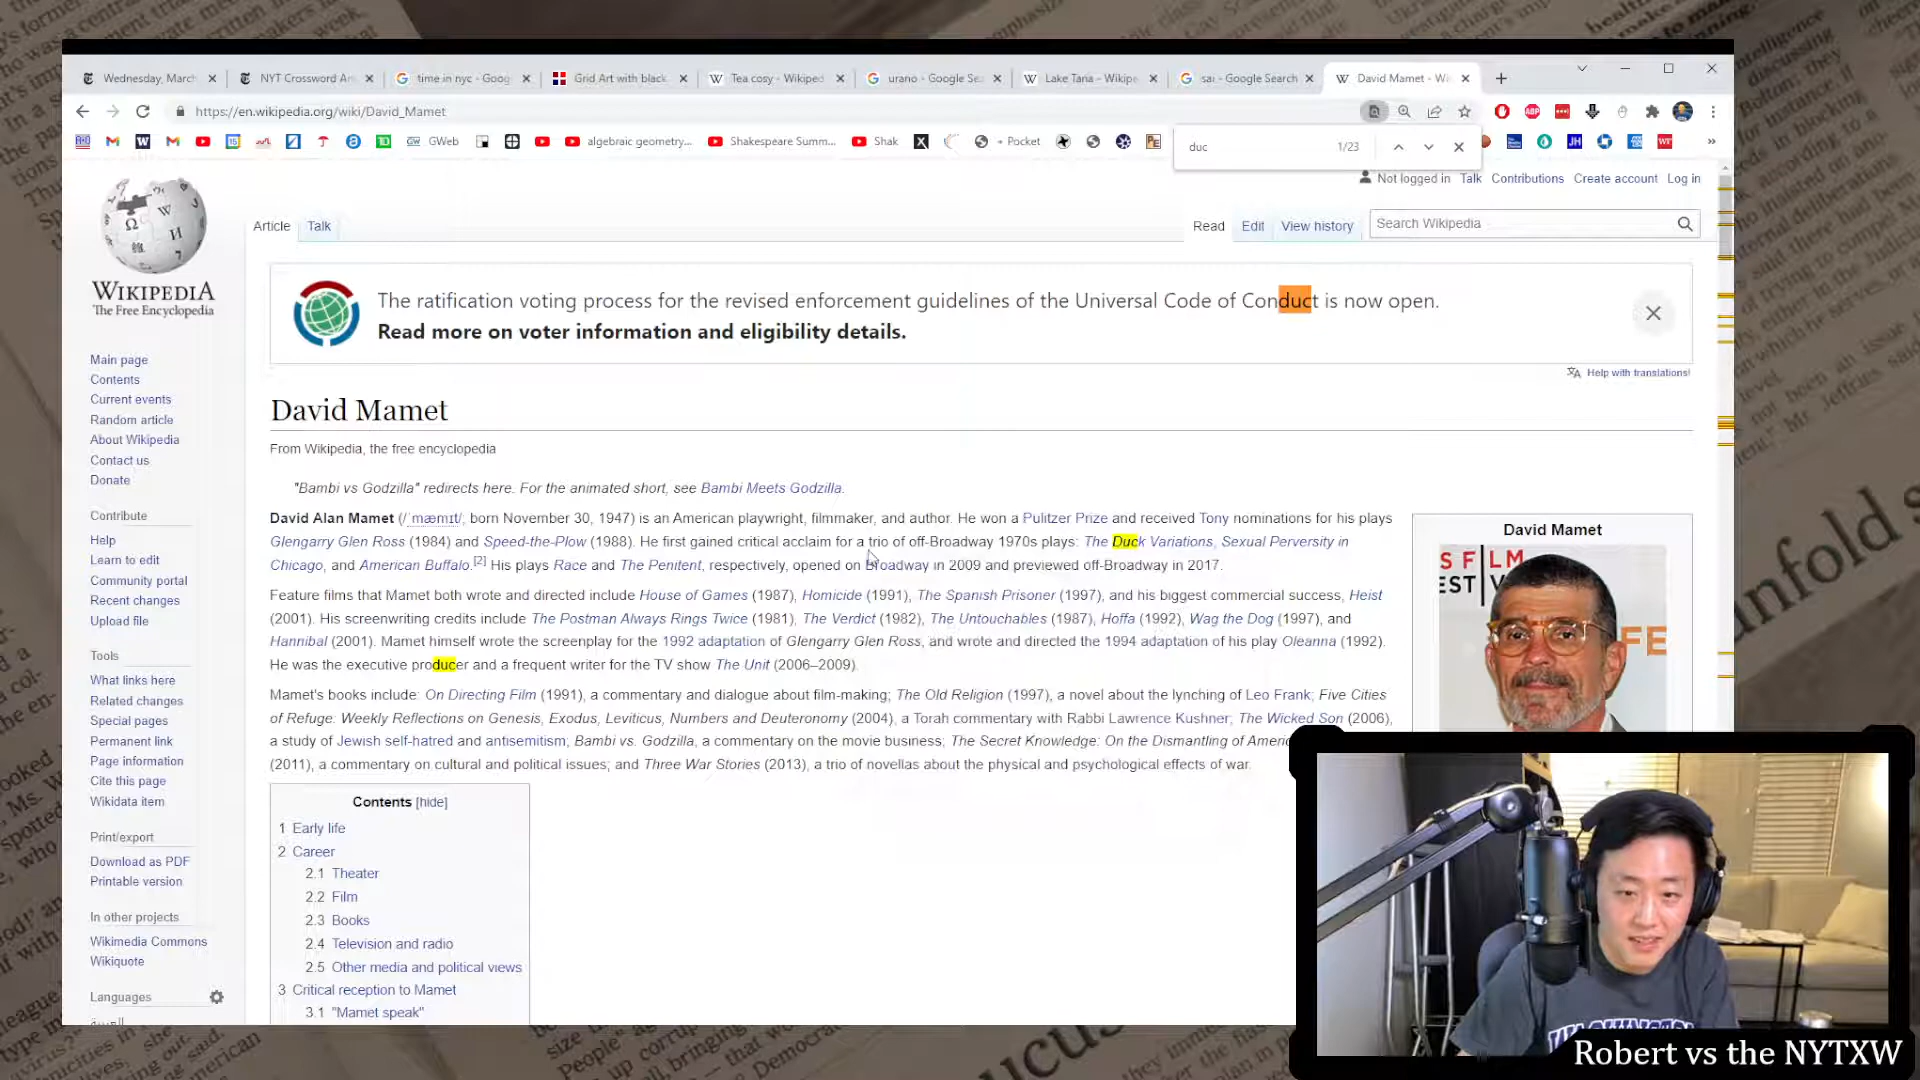 Wednesday, March
NYT Crossword An
time in nyc - Goog
Grid Art with black
Tea cosy - Wikiped
urano - Google Se
Lake Tana - Wikipe
sai - Google Search
David Mamet - Wi
https://en.wikipedia.org/wiki/David_Mamet
GWeb
algebraic geometry...
Shakespeare Summ...
Shak
+ Pocket
duc
1/23
Not logged in
Talk
Contributions
Create account
Log in
Article
Talk
Read
Edit
View history
Search Wikipedia
WIKIPEDIA
The Free Encyclopedia
The ratification voting process for the revised enforcement guidelines of the Universal Code of Conduct is now open.
Read more on voter information and eligibility details.
Help with translations!
Main page
Contents
Current events
Random article
About Wikipedia
Contact us
Donate
Contribute
Help
Learn to edit
Community portal
Recent changes
Upload file
Tools
What links here
Related changes
Special pages
Permanent link
Page information
Cite this page
Wikidata item
Print/export
Download as PDF
Printable version
In other projects
Wikimedia Commons
Wikiquote
Languages
David Mamet
From Wikipedia, the free encyclopedia
"Bambi vs Godzilla" redirects here. For the animated short, see Bambi Meets Godzilla.
David Alan Mamet (/ˈmæmɪt/, born November 30, 1947) is an American playwright, filmmaker, and author. He won a Pulitzer Prize and received Tony nominations for his plays
Glengarry Glen Ross (1984) and Speed-the-Plow (1988). He first gained critical acclaim for a trio of off-Broadway 1970s plays: The Duck Variations, Sexual Perversity in
Chicago, and American Buffalo.[2] His plays Race and The Penitent, respectively, opened on Broadway in 2009 and previewed off-Broadway in 2017.
Feature films that Mamet both wrote and directed include House of Games (1987), Homicide (1991), The Spanish Prisoner (1997), and his biggest commercial success, Heist
(2001). His screenwriting credits include The Postman Always Rings Twice (1981), The Verdict (1982), The Untouchables (1987), Hoffa (1992), Wag the Dog (1997), and
Hannibal (2001). Mamet himself wrote the screenplay for the 1992 adaptation of Glengarry Glen Ross, and wrote and directed the 1994 adaptation of his play Oleanna (1992).
He was the executive producer and a frequent writer for the TV show The Unit (2006–2009).
Mamet's books include: On Directing Film (1991), a commentary and dialogue about film-making; The Old Religion (1997), a novel about the lynching of Leo Frank; Five Cities
of Refuge: Weekly Reflections on Genesis, Exodus, Leviticus, Numbers and Deuteronomy (2004), a Torah commentary with Rabbi Lawrence Kushner; The Wicked Son (2006),
a study of Jewish self-hatred and antisemitism; Bambi vs. Godzilla, a commentary on the movie business; The Secret Knowledge: On the Dismantling of Americ
(2011), a commentary on cultural and political issues; and Three War Stories (2013), a trio of novellas about the physical and psychological effects of war.
David Mamet
S FILM
EST V
FE
Contents [hide]
1 Early life
2 Career
2.1 Theater
2.2 Film
2.3 Books
2.4 Television and radio
2.5 Other media and political views
3 Critical reception to Mamet
3.1 "Mamet speak"
Robert vs the NYTXW